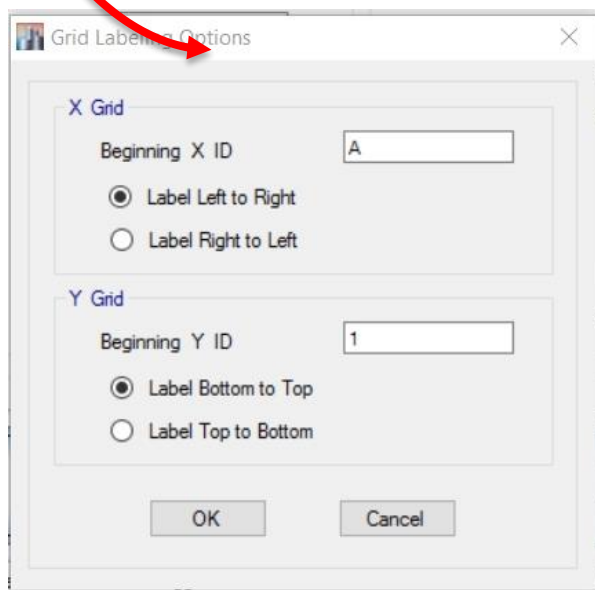 Grid Labeling Options
X Grid
Beginning X ID A
Label Left to Right
Label Right to Left
Y Grid
Beginning Y ID 1
Label Bottom to Top
Label Top to Bottom
OK Cancel